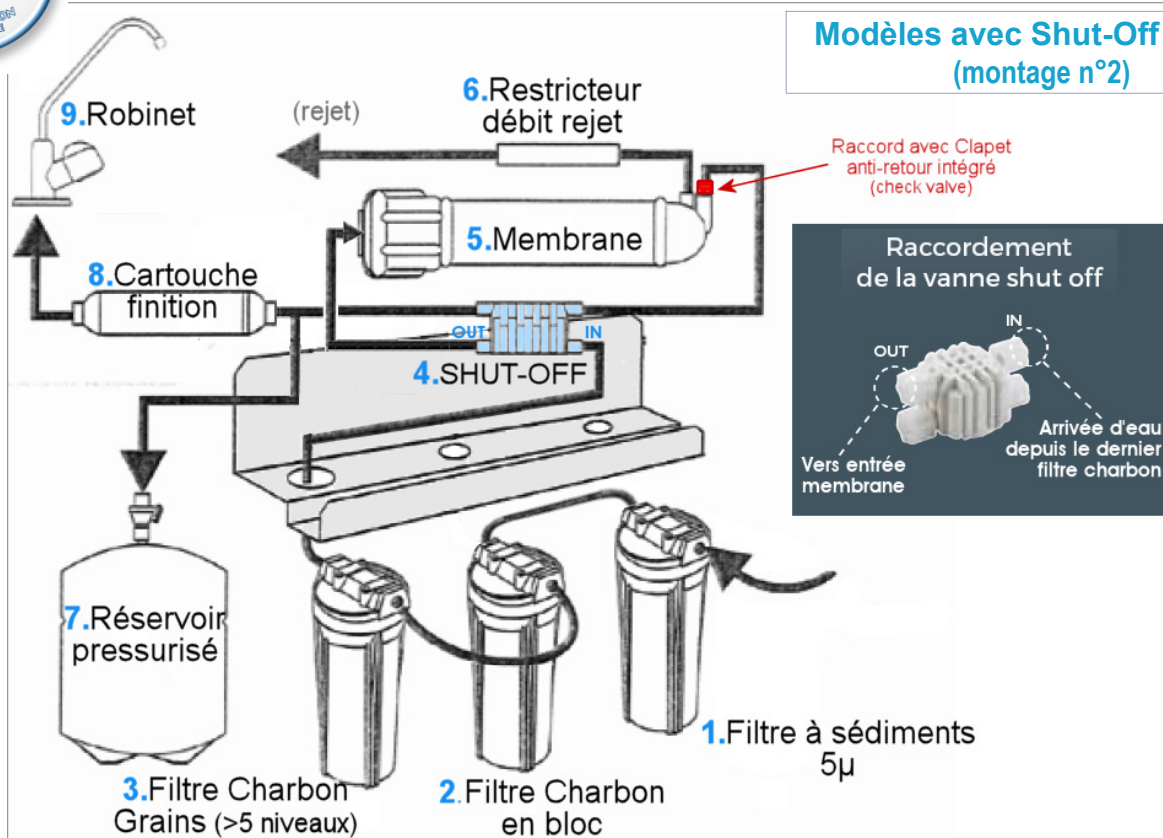 Modèles avec Shut-Off
(montage n°2)
6.Restricteur
débit rejet
(rejet)
9.Robinet
Raccord avec Clapet
anti-retour intégré
(check valve)
5.Membrane
Raccordement
de la vanne shut off
8.Cartouche
finition
OUT
IN
4.SHUT-OFF
IN
OUT
Arrivée d'eau
depuis le dernier
filtre charbon
Vers entrée
membrane
7.Réservoir
pressurisé
1.Filtre à sédiments
5µ
3.Filtre Charbon
Grains (>5 niveaux)
2.Filtre Charbon
en bloc